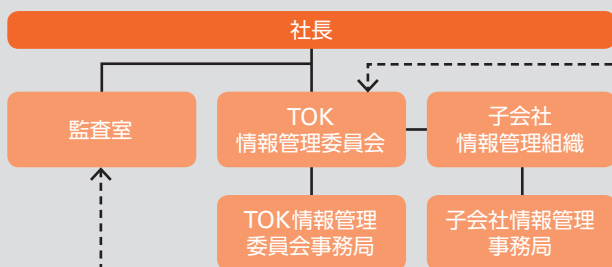 社長
監査室
TOK
情報管理委員会
子会社
情報管理組織
TOK情報管理
委員会事務局
子会社情報管理
事務局